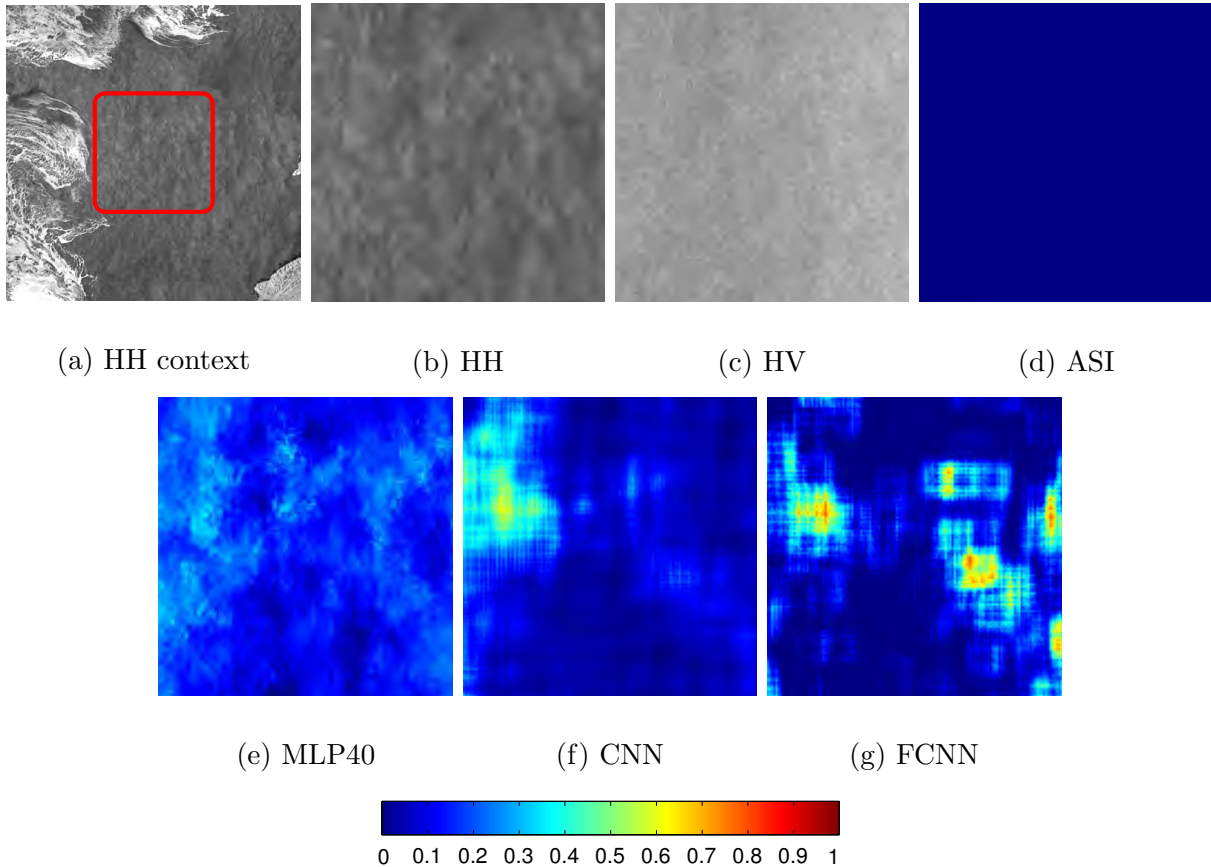 (a) HH context
(b) HH
(c) HV
(d) ASI
(e) MLP40
(f) CNN
(g) FCNN
0 0.1 0.2 0.3 0.4 0.5 0.6 0.7 0.8 0.9 1